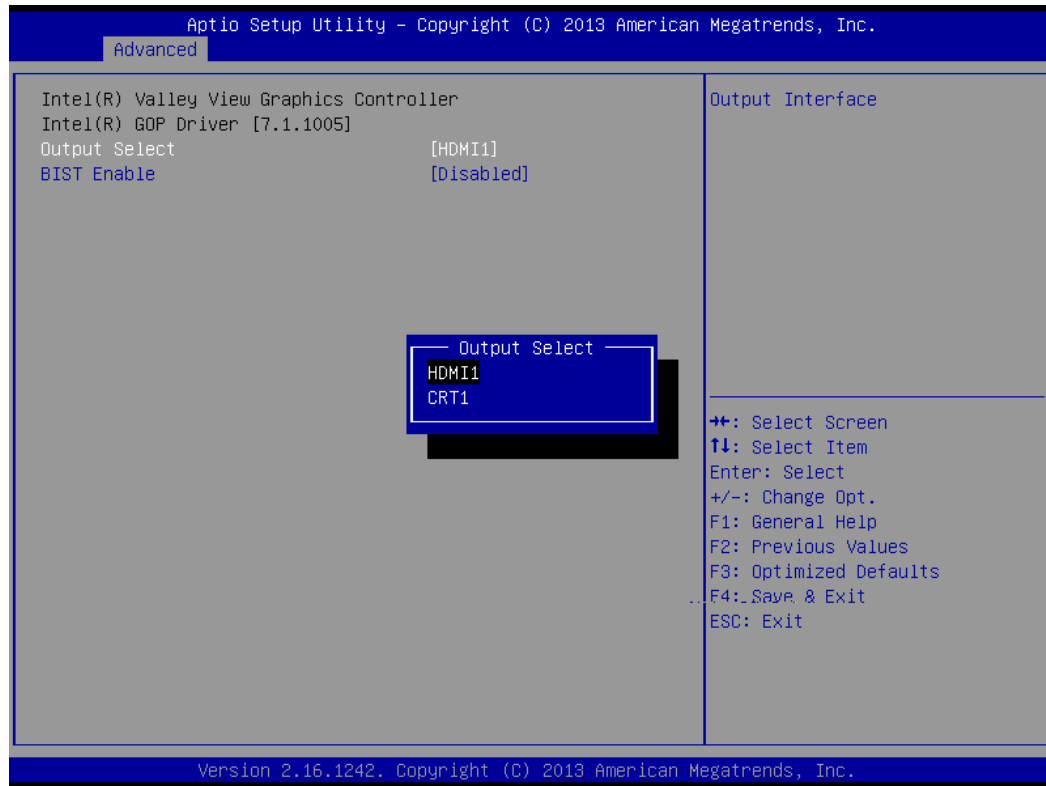 Aptio Setup Utility – Copyright (C) 2013 American Megatrends, Inc.
Advanced
Intel(R) Valley View Graphics Controller
Intel(R) GOP Driver [7.1.1005]
Output Select [HDMI1]
BIST Enable [Disabled]
Output Select
HDMI1
CRT1
Output Interface
→←: Select Screen
↑↓: Select Item
Enter: Select
+/-: Change Opt.
F1: General Help
F2: Previous Values
F3: Optimized Defaults
F4: Save & Exit
ESC: Exit
Version 2.16.1242. Copyright (C) 2013 American Megatrends, Inc.